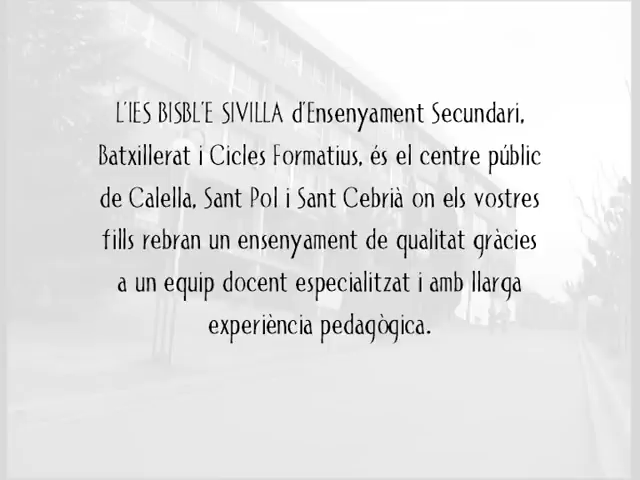 L'IES BISBL'E SIVILLA d'Ensenyament Secundari,
Batxillerat i Cicles Formatius, és el centre públic
de Calella, Sant Pol i Sant Cebrià on els vostres
fills rebran un ensenyament de qualitat gràcies
a un equip docent especialitzat i amb llarga
experiència pedagògica.